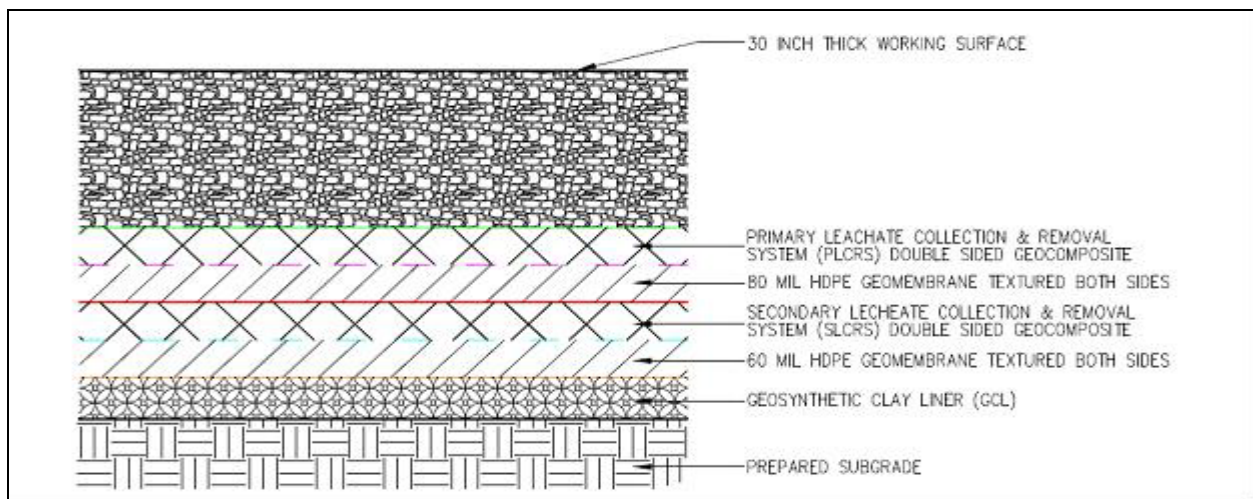 30 INCH THICK WORKING SURFACE
PRIMARY LEACHATE COLLECTION & REMOVAL
SYSTEM (PLCRS) DOUBLE SIDED GEOCOMPOSITE
80 MIL HDPE GEOMEMBRANE TEXTURED BOTH SIDES
SECONDARY LECHEATE COLLECTION & REMOVAL
SYSTEM (SLCRS) DOUBLE SIDED GEOCOMPOSITE
60 MIL HDPE GEOMEMBRANE TEXTURED BOTH SIDES
GEOSYNTHETIC CLAY LINER (GCL)
PREPARED SUBGRADE